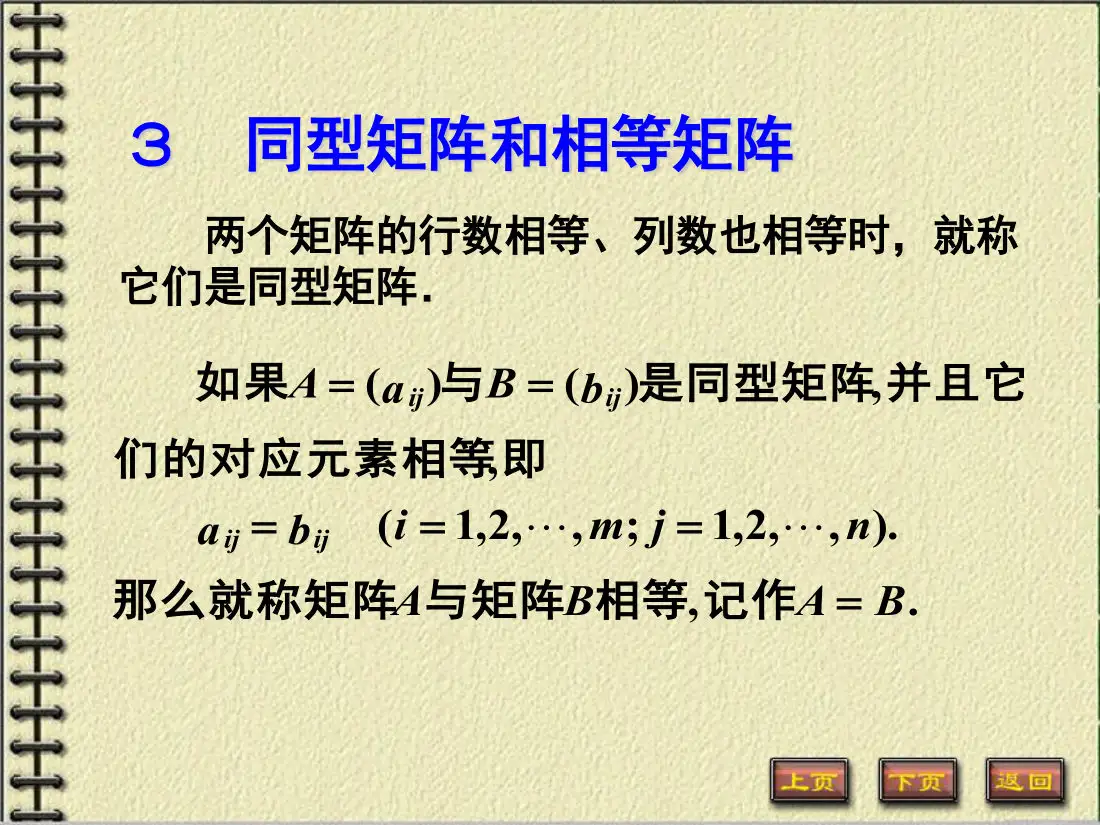 3 同型矩阵和相等矩阵
两个矩阵的行数相等、列数也相等时，就称
它们是同型矩阵.
如果A = (a ij)与B = (b ij)是同型矩阵,并且它
们的对应元素相等,即
a ij = b ij (i = 1,2,⋯, m; j = 1,2,⋯, n).
那么就称矩阵A与矩阵B相等,记作A = B.
上页 下页 返回